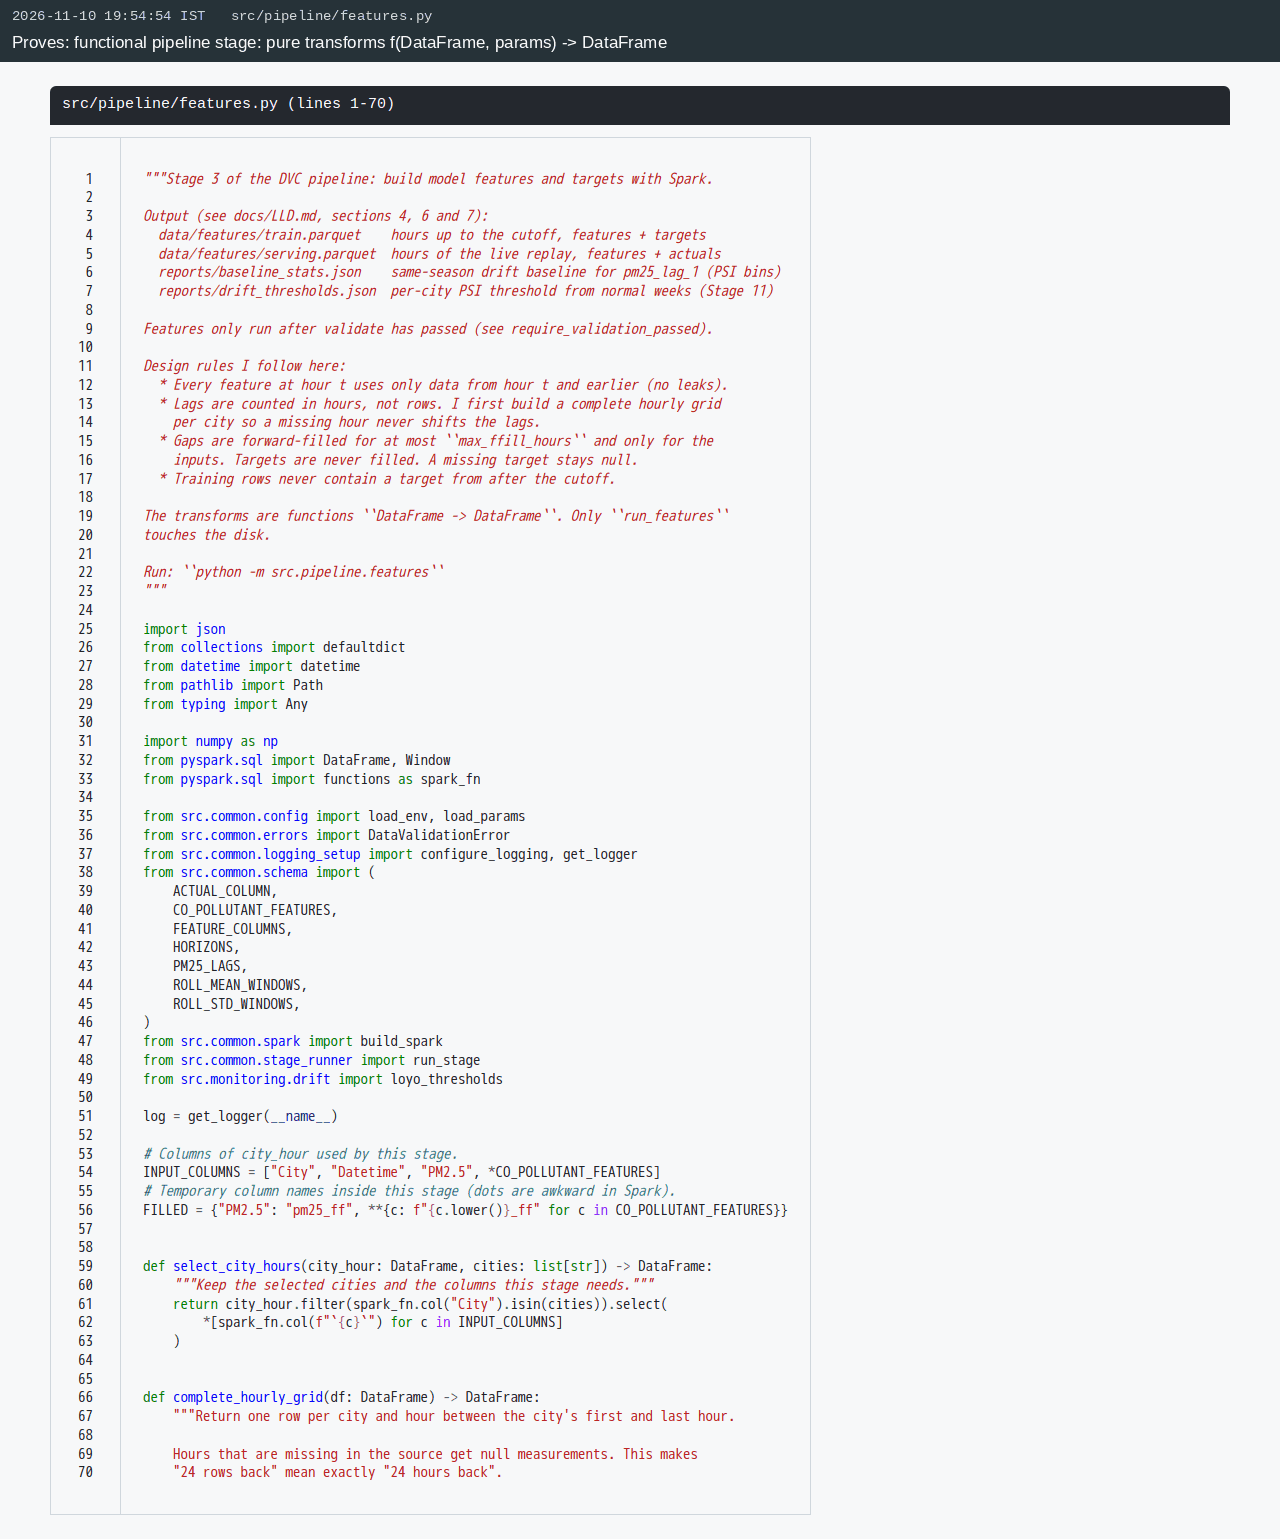 2026-11-10 19:54:54 IST   src/pipeline/features.py
Proves: functional pipeline stage: pure transforms f(DataFrame, params) -> DataFrame
src/pipeline/features.py (lines 1-70)
1 """Stage 3 of the DVC pipeline: build model features and targets with Spark.
2
3 Output (see docs/LLD.md, sections 4, 6 and 7):
4   data/features/train.parquet    hours up to the cutoff, features + targets
5   data/features/serving.parquet  hours of the live replay, features + actuals
6   reports/baseline_stats.json    same-season drift baseline for pm25_lag_1 (PSI bins)
7   reports/drift_thresholds.json  per-city PSI threshold from normal weeks (Stage 11)
8
9 Features only run after validate has passed (see require_validation_passed).
10
11 Design rules I follow here:
12   * Every feature at hour t uses only data from hour t and earlier (no leaks).
13   * Lags are counted in hours, not rows. I first build a complete hourly grid
14     per city so a missing hour never shifts the lags.
15   * Gaps are forward-filled for at most ``max_ffill_hours`` and only for the
16     inputs. Targets are never filled. A missing target stays null.
17   * Training rows never contain a target from after the cutoff.
18
19 The transforms are functions ``DataFrame -> DataFrame``. Only ``run_features``
20 touches the disk.
21
22 Run: ``python -m src.pipeline.features``
23 """
24
25 import json
26 from collections import defaultdict
27 from datetime import datetime
28 from pathlib import Path
29 from typing import Any
30
31 import numpy as np
32 from pyspark.sql import DataFrame, Window
33 from pyspark.sql import functions as spark_fn
34
35 from src.common.config import load_env, load_params
36 from src.common.errors import DataValidationError
37 from src.common.logging_setup import configure_logging, get_logger
38 from src.common.schema import (
39     ACTUAL_COLUMN,
40     CO_POLLUTANT_FEATURES,
41     FEATURE_COLUMNS,
42     HORIZONS,
43     PM25_LAGS,
44     ROLL_MEAN_WINDOWS,
45     ROLL_STD_WINDOWS,
46 )
47 from src.common.spark import build_spark
48 from src.common.stage_runner import run_stage
49 from src.monitoring.drift import loyo_thresholds
50
51 log = get_logger(__name__)
52
53 # Columns of city_hour used by this stage.
54 INPUT_COLUMNS = ["City", "Datetime", "PM2.5", *CO_POLLUTANT_FEATURES]
55 # Temporary column names inside this stage (dots are awkward in Spark).
56 FILLED = {"PM2.5": "pm25_ff", **{c: f"{c.lower()}_ff" for c in CO_POLLUTANT_FEATURES}}
57
58
59 def select_city_hours(city_hour: DataFrame, cities: list[str]) -> DataFrame:
60     """Keep the selected cities and the columns this stage needs."""
61     return city_hour.filter(spark_fn.col("City").isin(cities)).select(
62         *[spark_fn.col(f"`{c}`") for c in INPUT_COLUMNS]
63     )
64
65
66 def complete_hourly_grid(df: DataFrame) -> DataFrame:
67     """Return one row per city and hour between the city's first and last hour.
68
69     Hours that are missing in the source get null measurements. This makes
70     "24 rows back" mean exactly "24 hours back".